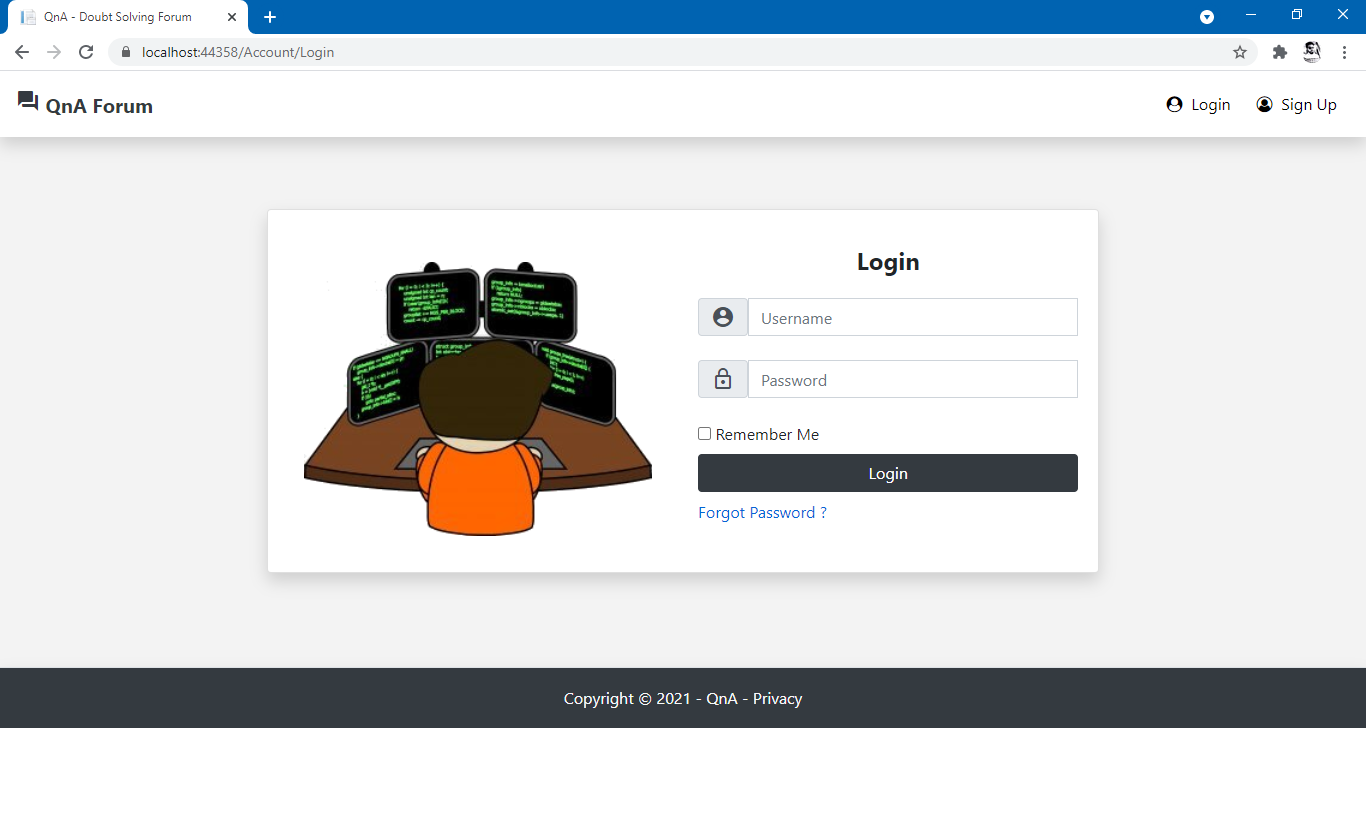 QnA - Doubt Solving Forum
localhost:44358/Account/Login
QnA Forum
Login
Sign Up
Login
Username
Password
Remember Me
Login
Forgot Password ?
Copyright © 2021 - QnA - Privacy